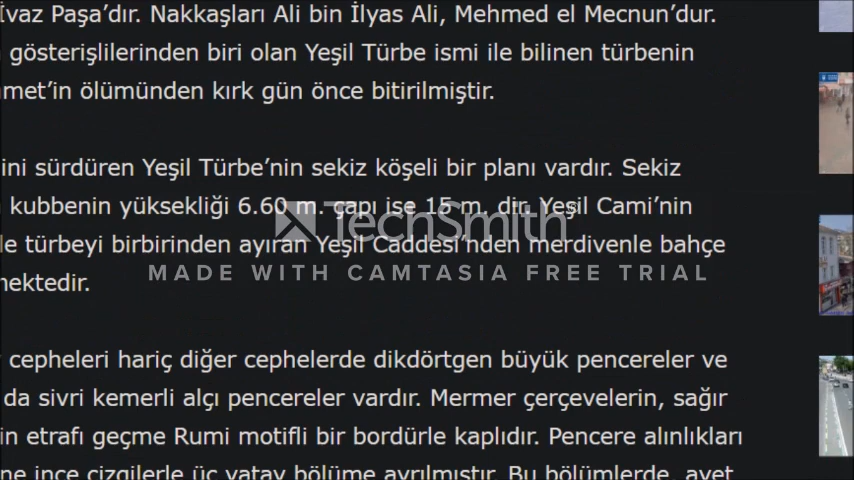 İvaz Paşa’dır. Nakkaşları Ali bin İlyas Ali, Mehmed el Mecnun’dur.
gösterişlilerinden biri olan Yeşil Türbe ismi ile bilinen türbenin
met’in ölümünden kırk gün önce bitirilmiştir.
ini sürdüren Yeşil Türbe’nin sekiz köşeli bir planı vardır. Sekiz
kubbenin yüksekliği 6.60 m. çapı ise 15 m. dir. Yeşil Cami’nin
TechSmith
le türbeyi birbirinden ayıran Yeşil Caddesi’nden merdivenle bahçe
MADE WITH CAMTASIA FREE TRIAL
mektedir.
cepheleri hariç diğer cephelerde dikdörtgen büyük pencereler ve
da sivri kemerli alçı pencereler vardır. Mermer çerçevelerin, sağır
in etrafı geçme Rumi motifli bir bordürle kaplıdır. Pencere alınlıkları
ne ince çizgilerle üç yatay bölüme ayrılmıştır. Bu bölümlerde, ayet